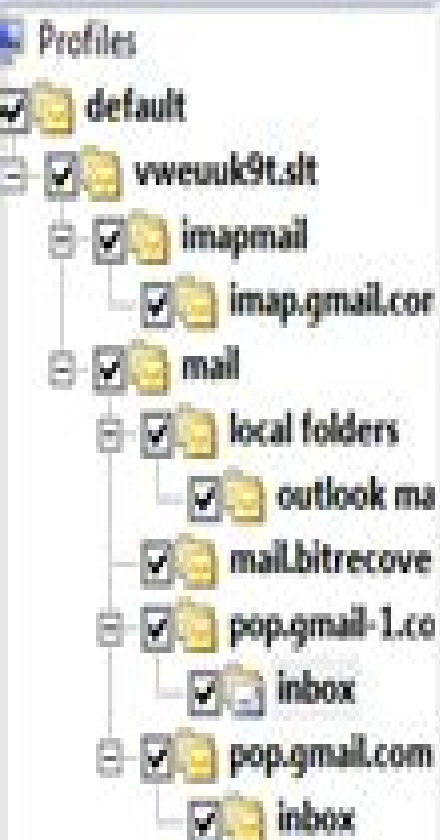 Profiles
default
vweuuk9t.slt
imapmail
imap.gmail.cor
mail
local folders
outlook ma
mail.bitrecove
pop.gmail-1.co
inbox
pop.gmail.com
inbox